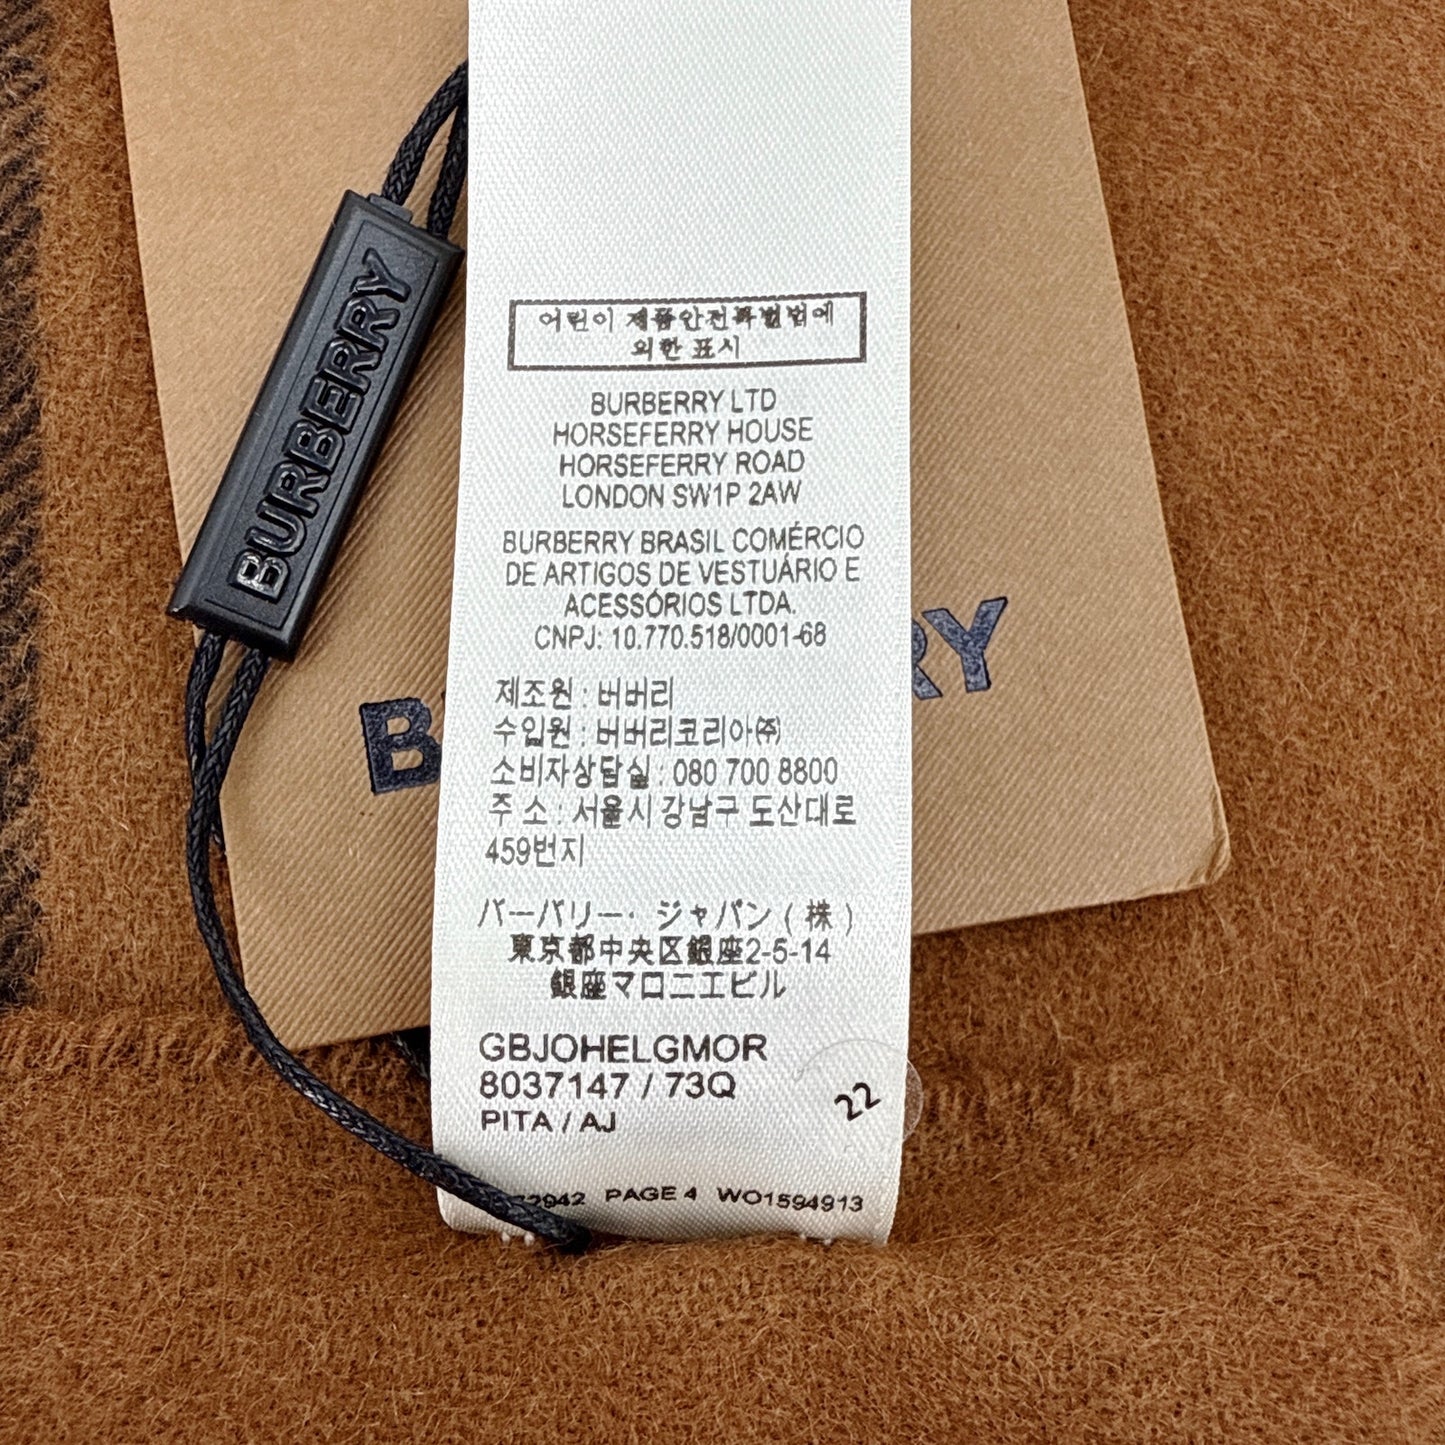 BURBERRY
어린이 제품안전특별법에
의한 표시
BURBERRY LTD
HORSEFERRY HOUSE
HORSEFERRY ROAD
LONDON SW1P 2AW
BURBERRY BRASIL COMÉRCIO
DE ARTIGOS DE VESTUÁRIO E
ACESSÓRIOS LTDA.
CNPJ: 10.770.518/0001-68
제조원 : 버버리
수입원 : 버버리코리아㈜
소비자상담실 : 080 700 8800
주 소 : 서울시 강남구 도산대로
459번지
バーバリー・ジャパン ( 株 )
東京都中央区銀座2-5-14
銀座マロニエビル
GBJOHELGMOR
8037147 / 73Q
PITA / AJ
22
PAGE 4 WO1594913